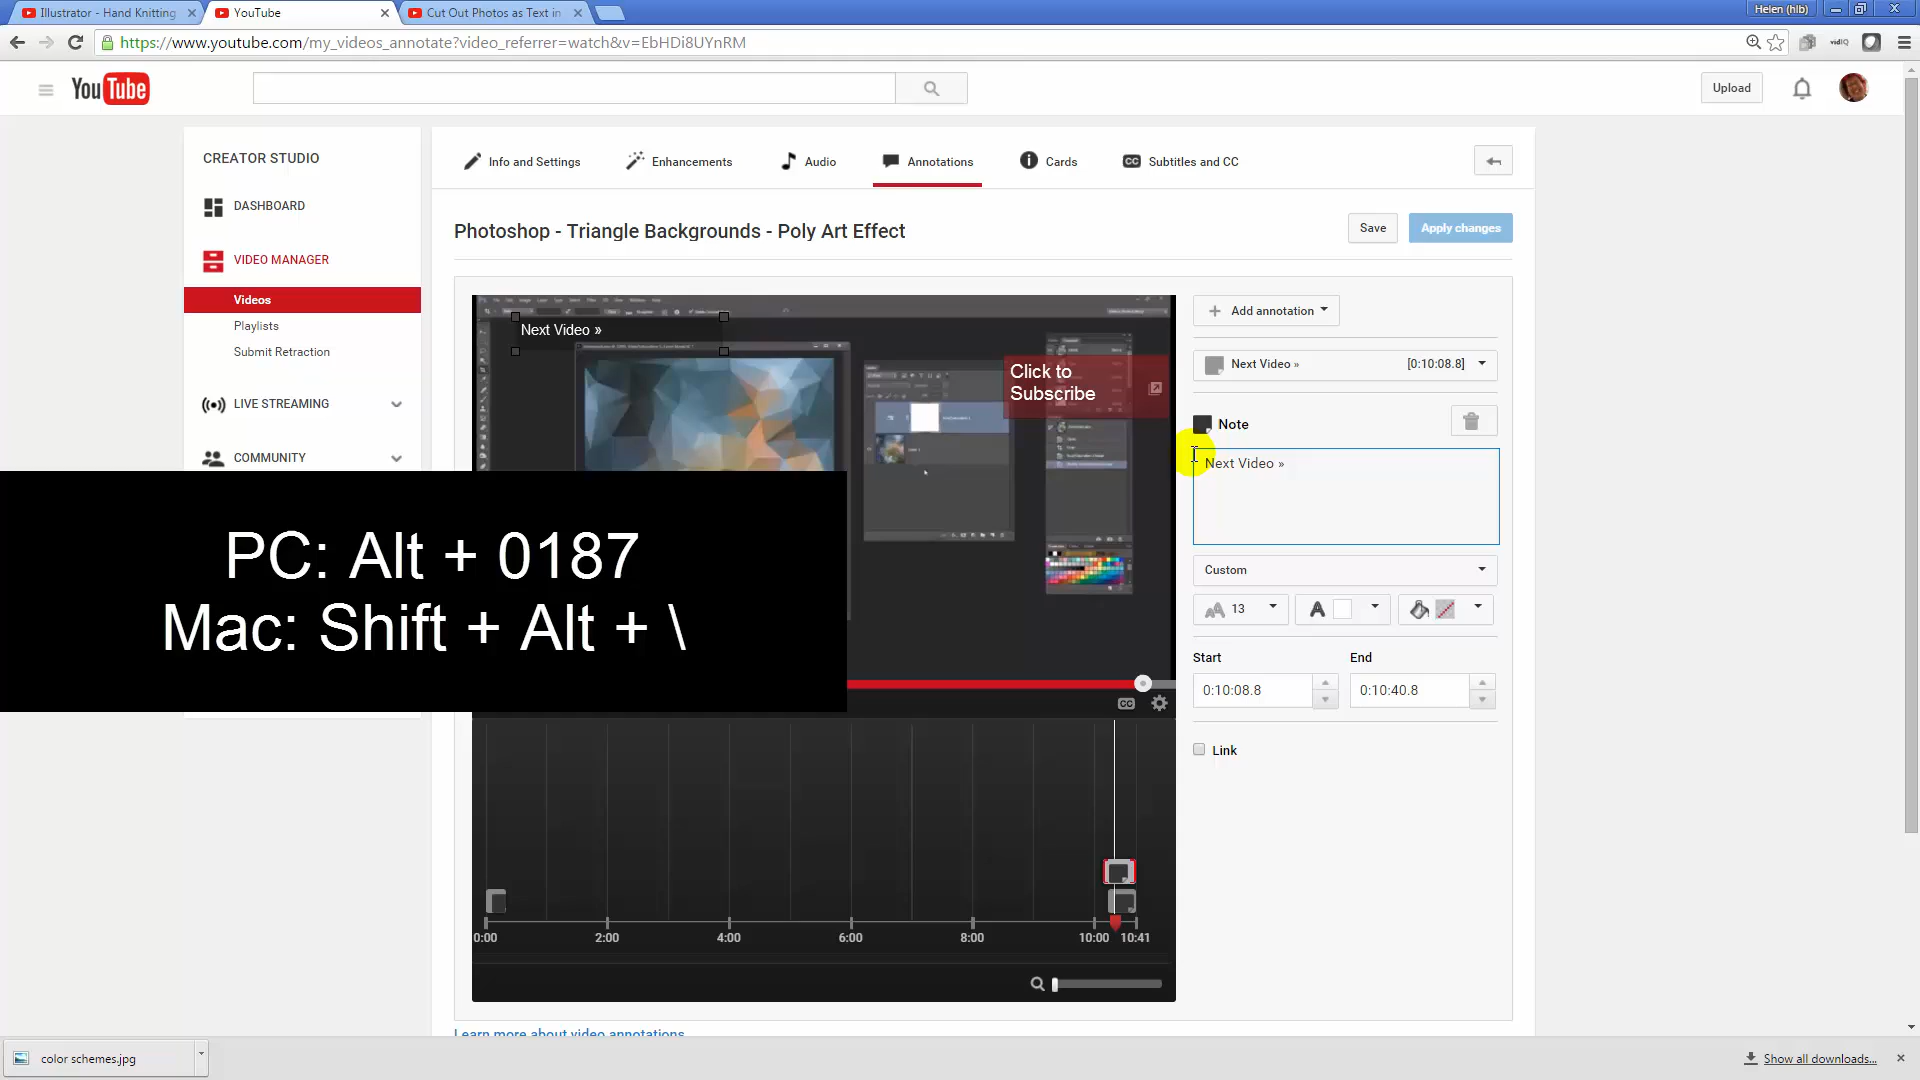 Illustrator - Hand Knitting
YouTube
Cut Out Photos as Text in
Helen (hlb)
https://www.youtube.com/my_videos_annotate?video_referrer=watch&v=EbHDi8UYnRM
vidIQ
YouTube
Upload
CREATOR STUDIO
DASHBOARD
VIDEO MANAGER
Videos
Playlists
Submit Retraction
LIVE STREAMING
COMMUNITY
Info and Settings
Enhancements
Audio
Annotations
Cards
CC Subtitles and CC
Photoshop - Triangle Backgrounds - Poly Art Effect
Save
Apply changes
Next Video »
Click to
Subscribe
PC: Alt + 0187
Mac: Shift + Alt + \
CC
0:00
2:00
4:00
6:00
8:00
10:00
10:41
Add annotation
Next Video » [0:10:08.8]
Note
Next Video »
Custom
13
A
Start
End
0:10:08.8
0:10:40.8
Link
Learn more about video annotations
color schemes.jpg
Show all downloads...